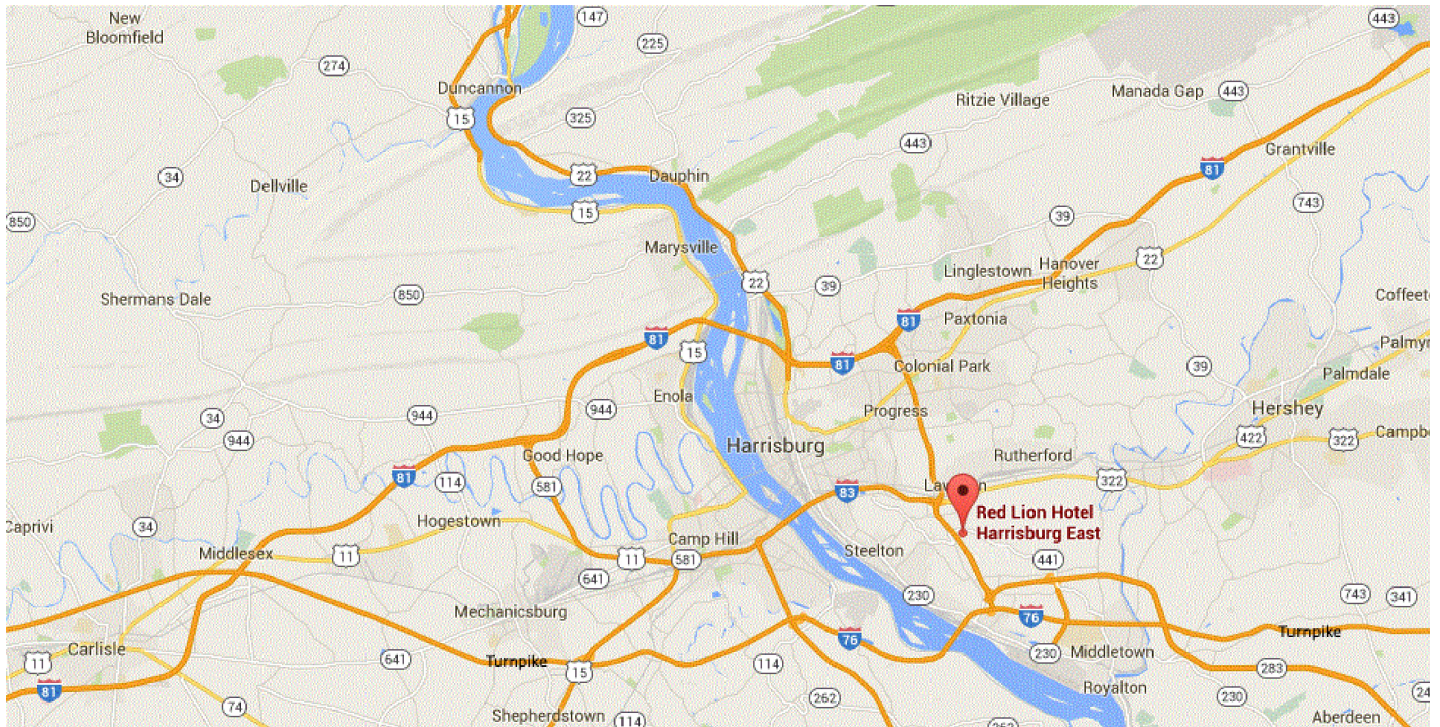 New
Bloomfield
147
443
225
274
Duncannon
15
Ritzie Village
Manada Gap
443
325
443
Grantville
34
22
Dauphin
81
Dellville
743
850
15
39
Marysville
22
Linglestown
Hanover
Heights
22
39
Shermans Dale
850
Paxtonia
81
81
15
81
Colonial Park
39
Palmdale
Enola
Progress
Hershey
34
944
944
944
Harrisburg
422
322
Good Hope
Rutherford
81
114
581
83
322
Red Lion Hotel
Harrisburg East
Caprivi
34
Hogestown
Middlesex
11
Camp Hill
Steelton
11
581
441
641
230
743
341
Mechanicsburg
76
76
Turnpike
Carlisle
11
641
Turnpike
15
114
230
Middletown
283
81
74
262
Royalton
230
Shepherdstown
114
Aberdeen